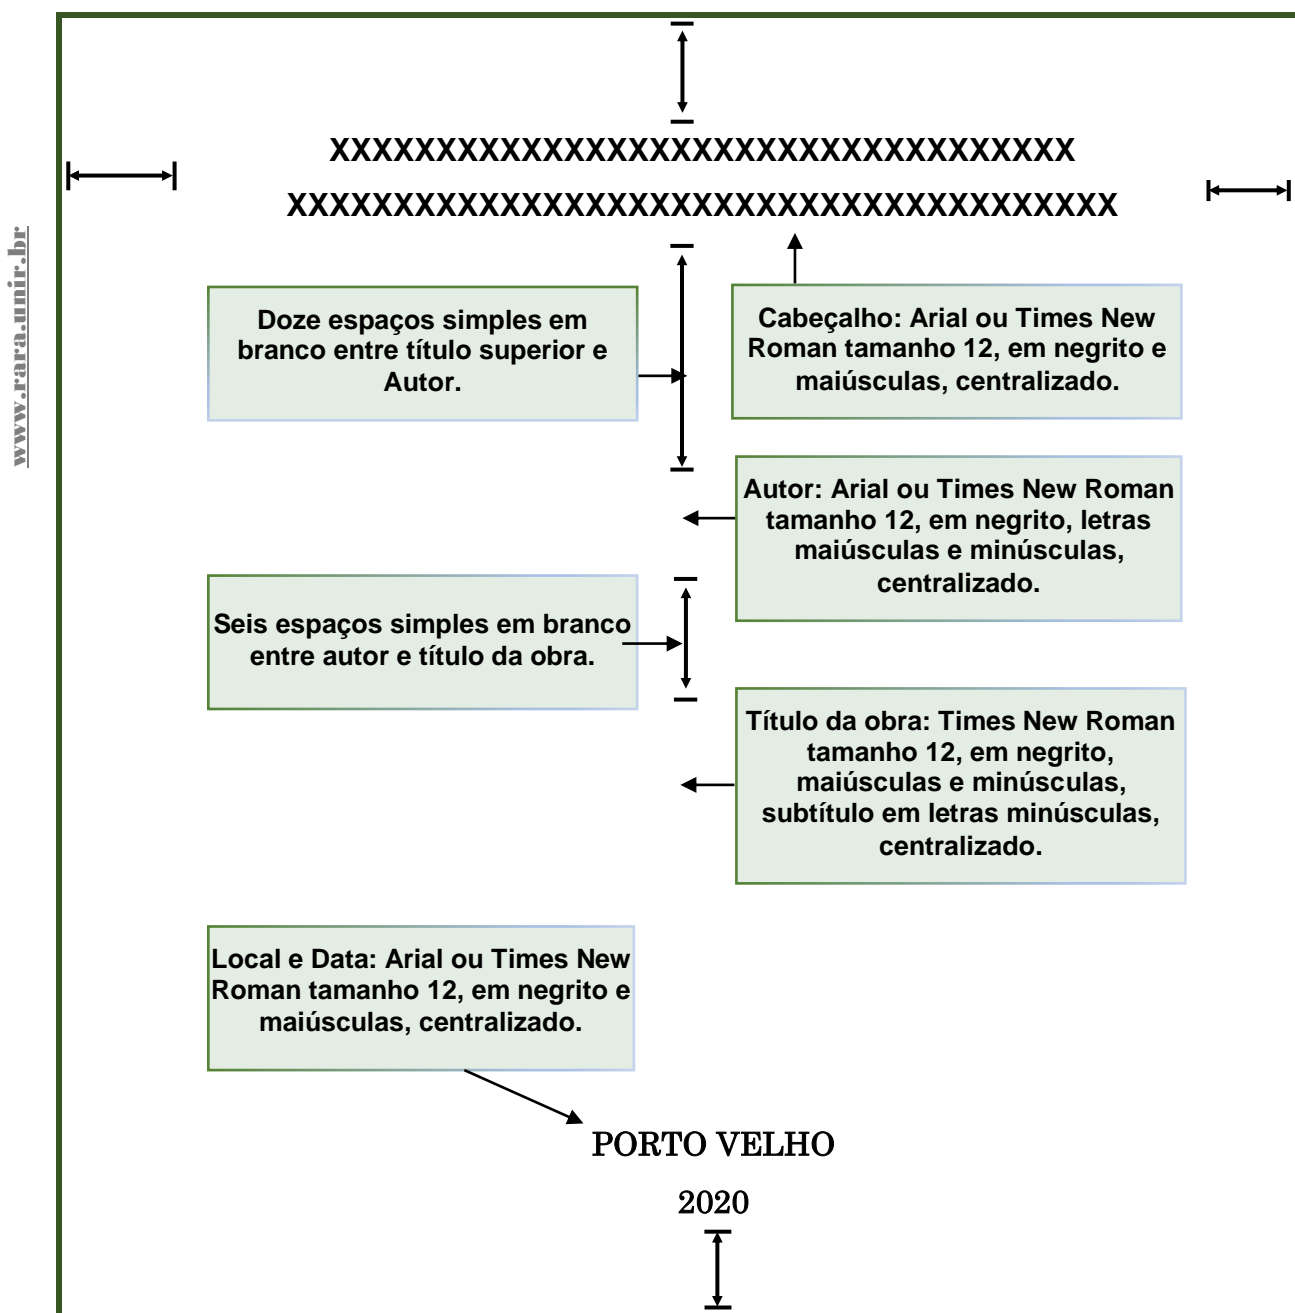 XXXXXXXXXXXXXXXXXXXXXXXXXXXXXXXXXXX
XXXXXXXXXXXXXXXXXXXXXXXXXXXXXXXXXXXXXXX
www.rara.unir.br
Doze espaços simples em
branco entre título superior e
Autor.
Cabeçalho: Arial ou Times New
Roman tamanho 12, em negrito e
maiúsculas, centralizado.
Autor: Arial ou Times New Roman
tamanho 12, em negrito, letras
maiúsculas e minúsculas,
centralizado.
Seis espaços simples em branco
entre autor e título da obra.
Título da obra: Times New Roman
tamanho 12, em negrito,
maiúsculas e minúsculas,
subtítulo em letras minúsculas,
centralizado.
Local e Data: Arial ou Times New
Roman tamanho 12, em negrito e
maiúsculas, centralizado.
PORTO VELHO
2020